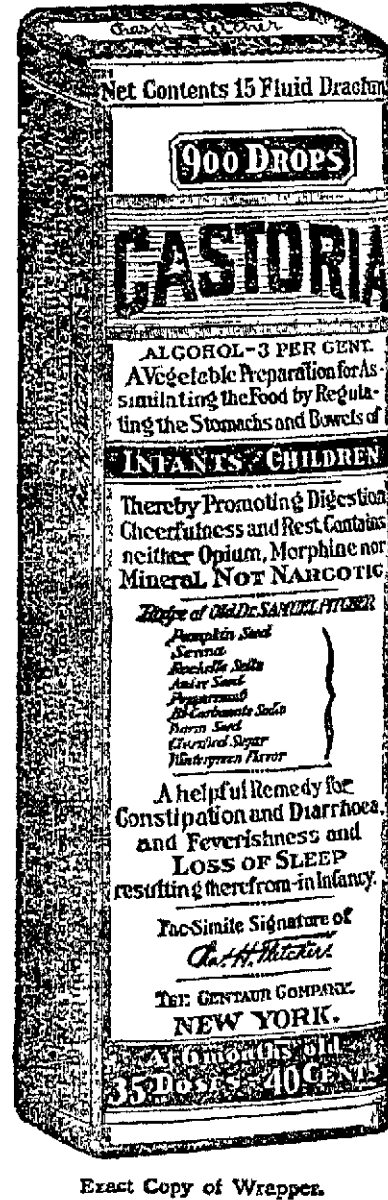 Chas H Fletcher
Net Contents 15 Fluid Drachm
900 DROPS
CASTORIA
ALCOHOL-3 PER CENT.
A Vegetable Preparation for As-
similating the Food by Regula-
ting the Stomachs and Bowels of
INFANTS / CHILDREN
Thereby Promoting Digestion
Cheerfulness and Rest. Contains
neither Opium, Morphine nor
Mineral. NOT NARCOTIC
Recipe of Old Dr. SAMUEL PITCHER
Pumpkin Seed
Senna
Rochelle Salts
Anise Seed
Peppermint
Bi-Carbonate Soda
Worm Seed
Clarified Sugar
Wintergreen Flavor
A helpful Remedy for
Constipation and Diarrhoea,
and Feverishness and
LOSS OF SLEEP
resulting therefrom-in Infancy.
Fac-Simile Signature of
Chas. H. Fletcher.
THE CENTAUR COMPANY.
NEW YORK.
At 6 months old
35 DOSES - 40 CENTS
Exact Copy of Wrapper.